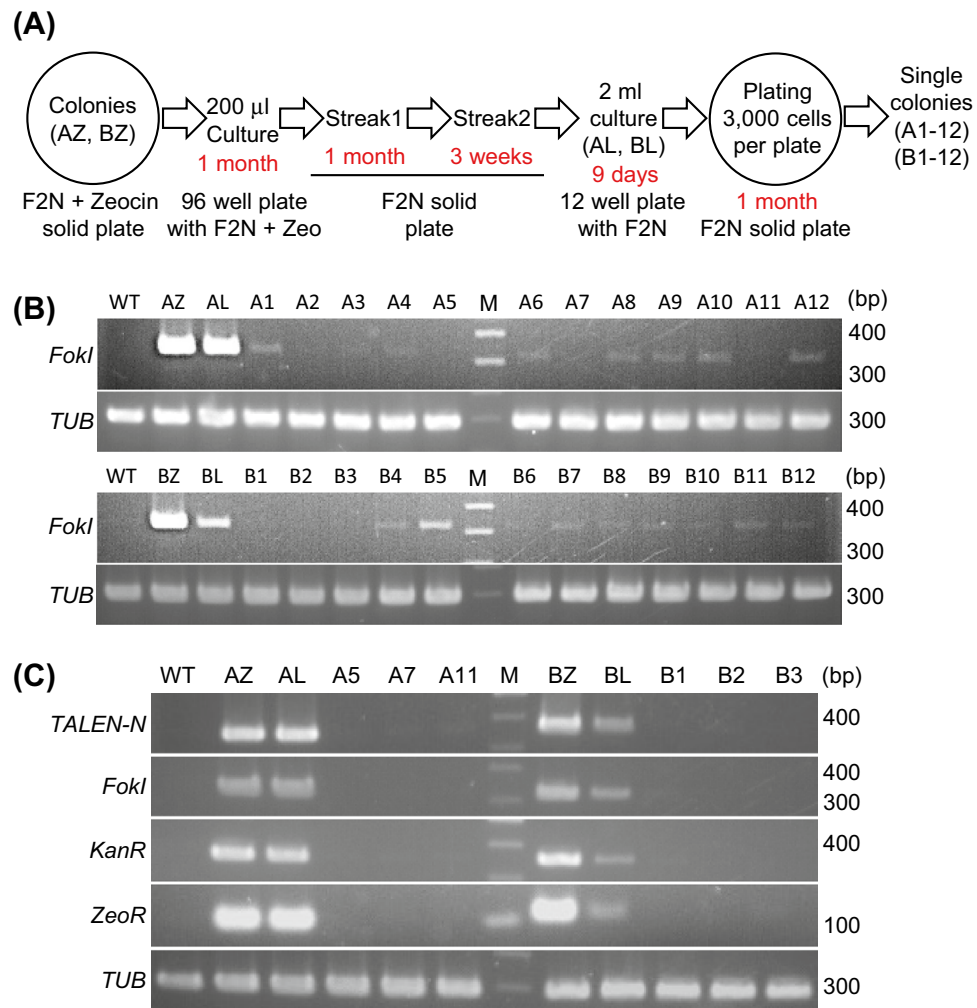 (A)
Colonies
(AZ, BZ)
200 µl
Culture
1 month
Streak1
1 month
Streak2
3 weeks
2 ml
culture
(AL, BL)
9 days
Plating
3,000 cells
per plate
Single
colonies
(A1-12)
(B1-12)
F2N + Zeocin
solid plate
96 well plate
with F2N + Zeo
F2N solid
plate
12 well plate
with F2N
1 month
F2N solid plate
(B)
WT AZ AL A1 A2 A3 A4 A5 M A6 A7 A8 A9 A10 A11 A12 (bp)
FokI 400
300
TUB 300
WT BZ BL B1 B2 B3 B4 B5 M B6 B7 B8 B9 B10 B11 B12 (bp)
FokI 400
300
TUB 300
(C)
WT AZ AL A5 A7 A11 M BZ BL B1 B2 B3 (bp)
TALEN-N 400
FokI 400
300
KanR 400
ZeoR 100
TUB 300